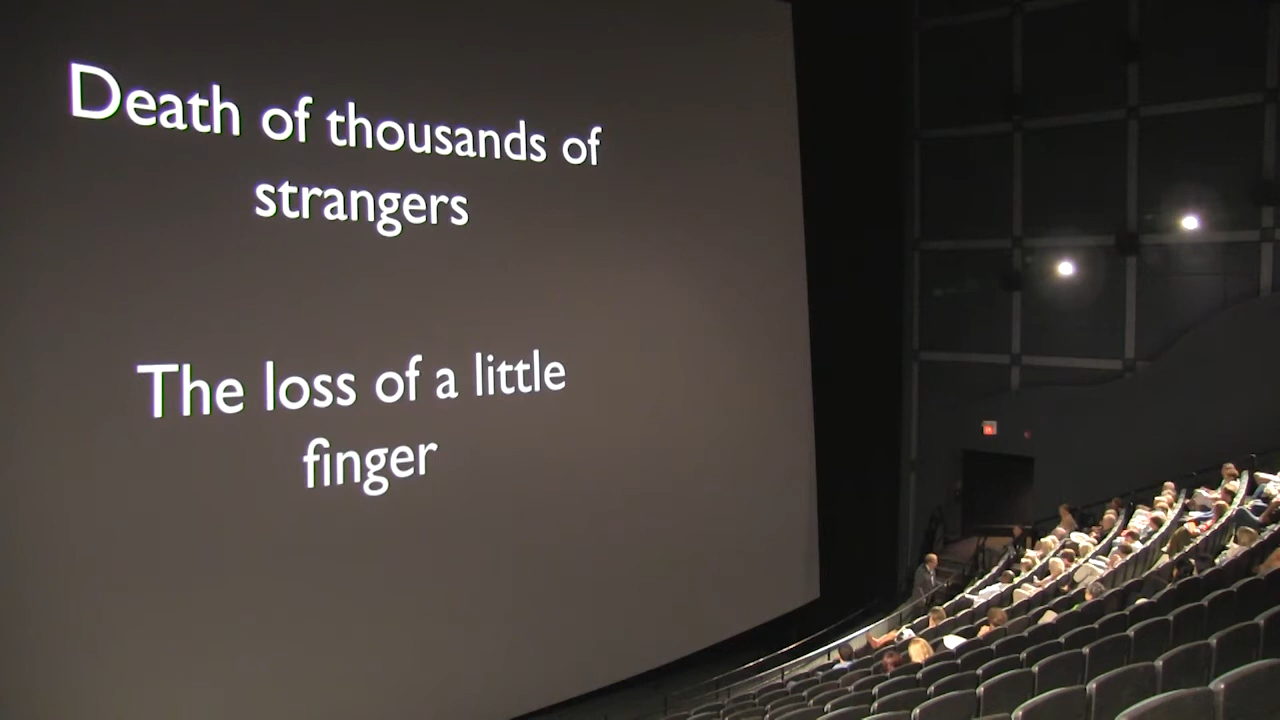 Death of thousands of
strangers
The loss of a little
finger